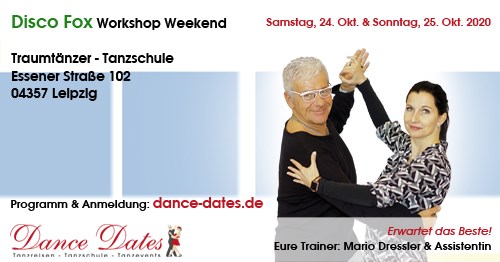 Disco Fox Workshop Weekend
Samstag, 24. Okt. & Sonntag, 25. Okt. 2020
Traumtänzer - Tanzschule
Essener Straße 102
04357 Leipzig
Programm & Anmeldung: dance-dates.de
Dance Dates
Tanzreisen - Tanzschule - Tanzevents
Erwartet das Beste!
Eure Trainer: Mario Dressler & Assistentin